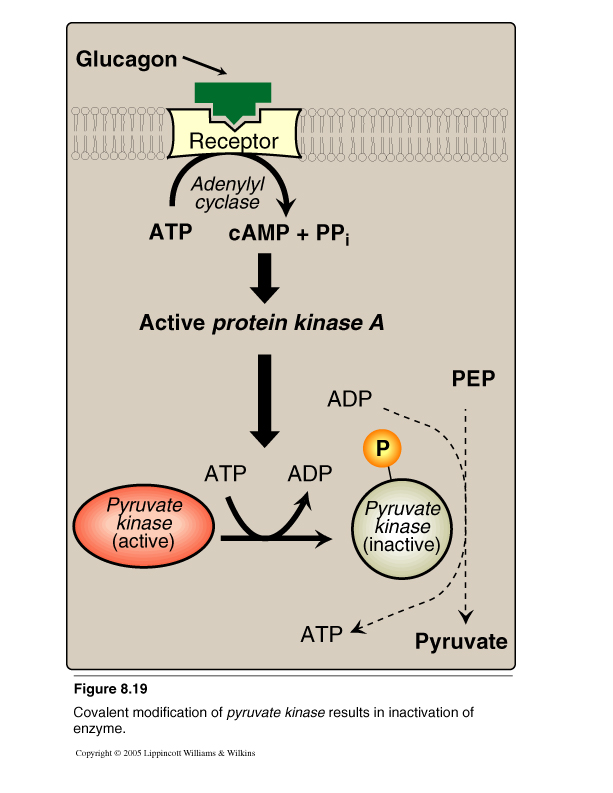 Glucagon
Receptor
Adenylyl
cyclase
ATP
cAMP + PPi
Active protein kinase A
PEP
ADP
P
ATP
ADP
Pyruvate
kinase
(active)
Pyruvate
kinase
(inactive)
ATP
Pyruvate
Figure 8.19
Covalent modification of pyruvate kinase results in inactivation of
enzyme.
Copyright © 2005 Lippincott Williams & Wilkins